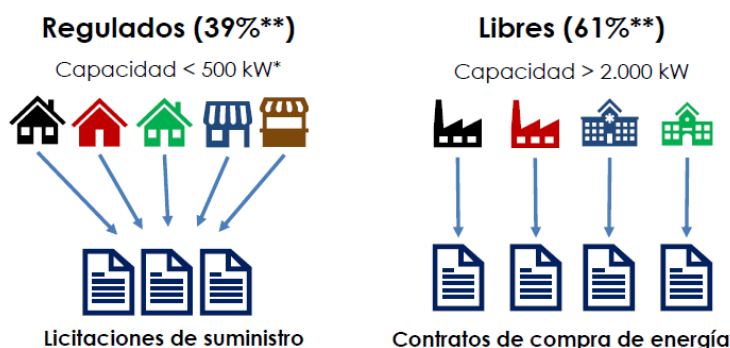 Regulados (39%**)
Capacidad < 500 kW*
Licitaciones de suministro
Libres (61%**)
Capacidad > 2.000 kW
Contratos de compra de energía